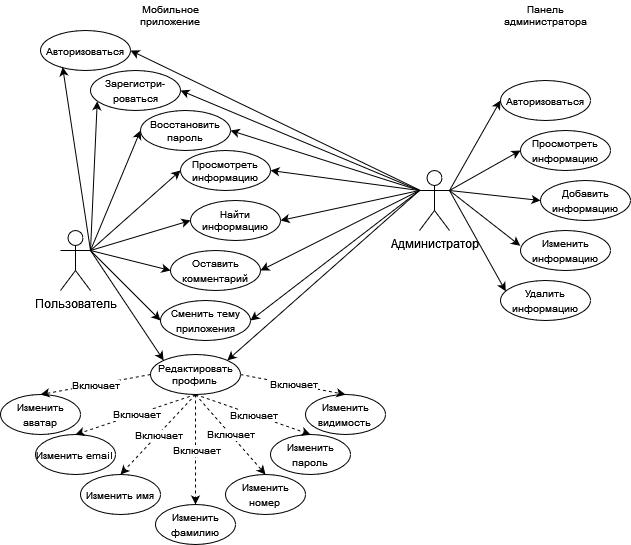 Мобильное
приложение
Панель
администратора
Авторизоваться
Зарегистри-
роваться
Восстановить
пароль
Просмотреть
информацию
Найти
информацию
Оставить
комментарий
Сменить тему
приложения
Редактировать
профиль
Пользователь
Администратор
Авторизоваться
Просмотреть
информацию
Добавить
информацию
Изменить
информацию
Удалить
информацию
Включает
Включает
Включает
Включает
Включает
Включает
Включает
Изменить
аватар
Изменить email
Изменить имя
Изменить
фамилию
Изменить
номер
Изменить
пароль
Изменить
видимость